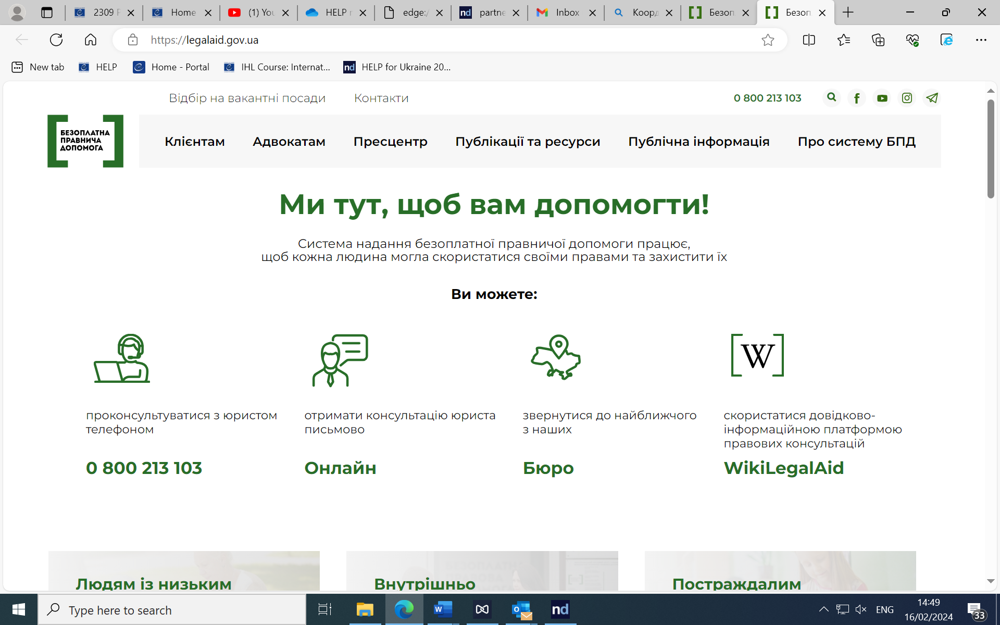 2309 F
Home
(1) You
HELP r
edge:/
nd
partne
Inbox
Коорд
Безоп
Безоп
https://legalaid.gov.ua
New tab
HELP
Home - Portal
IHL Course: Internat...
nd
HELP for Ukraine 20...
Відбір на вакантні посади
Контакти
0 800 213 103
БЕЗОПЛАТНА
ПРАВНИЧА
ДОПОМОГА
Клієнтам
Адвокатам
Пресцентр
Публікації та ресурси
Публічна інформація
Про систему БПД
Ми тут, щоб вам допомогти!
Система надання безоплатної правничої допомоги працює,
щоб кожна людина могла скористатися своїми правами та захистити їх
Ви можете:
W
проконсультуватися з юристом
телефоном
0 800 213 103
отримати консультацію юриста
письмово
Онлайн
звернутися до найближчого
з наших
Бюро
скористатися довідково-
інформаційною платформою
правових консультацій
WikiLegalAid
Людям із низьким
Внутрішньо
Постраждалим
Type here to search
nd
ENG
14:49
16/02/2024
33